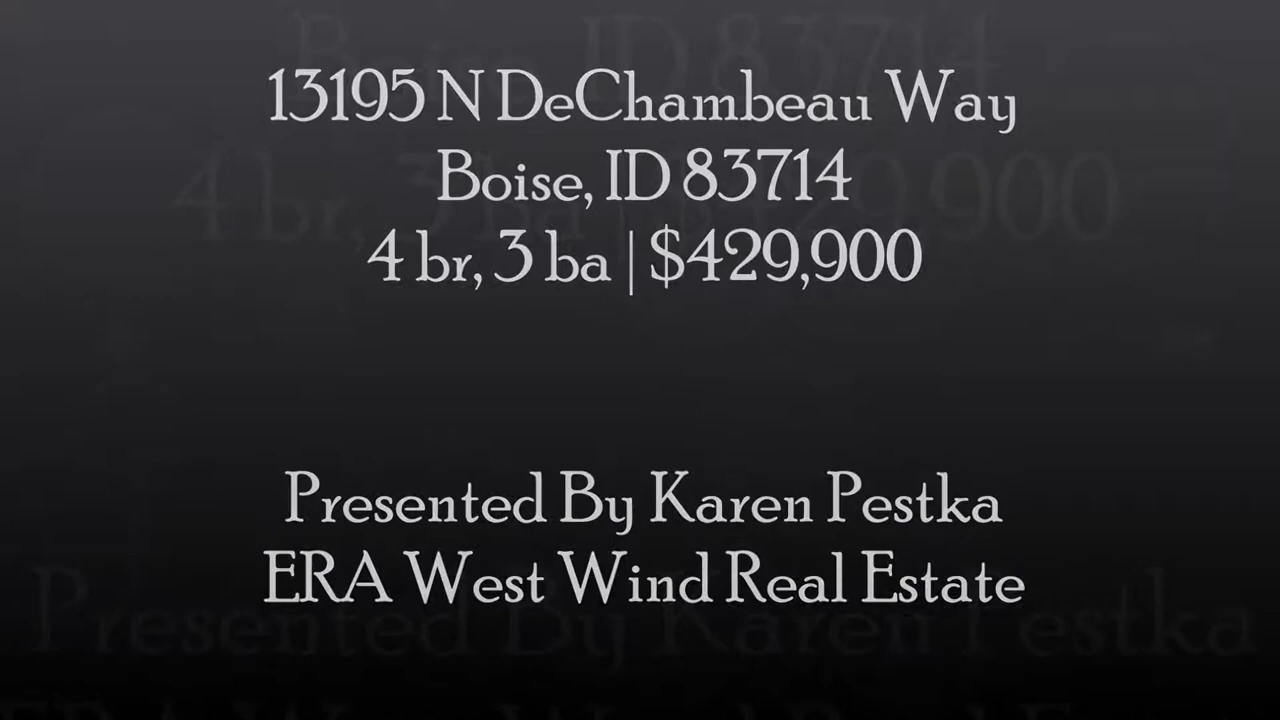 13195 N DeChambeau Way
Boise, ID 83714
4 br, 3 ba | $429,900
Presented By Karen Pestka
ERA West Wind Real Estate